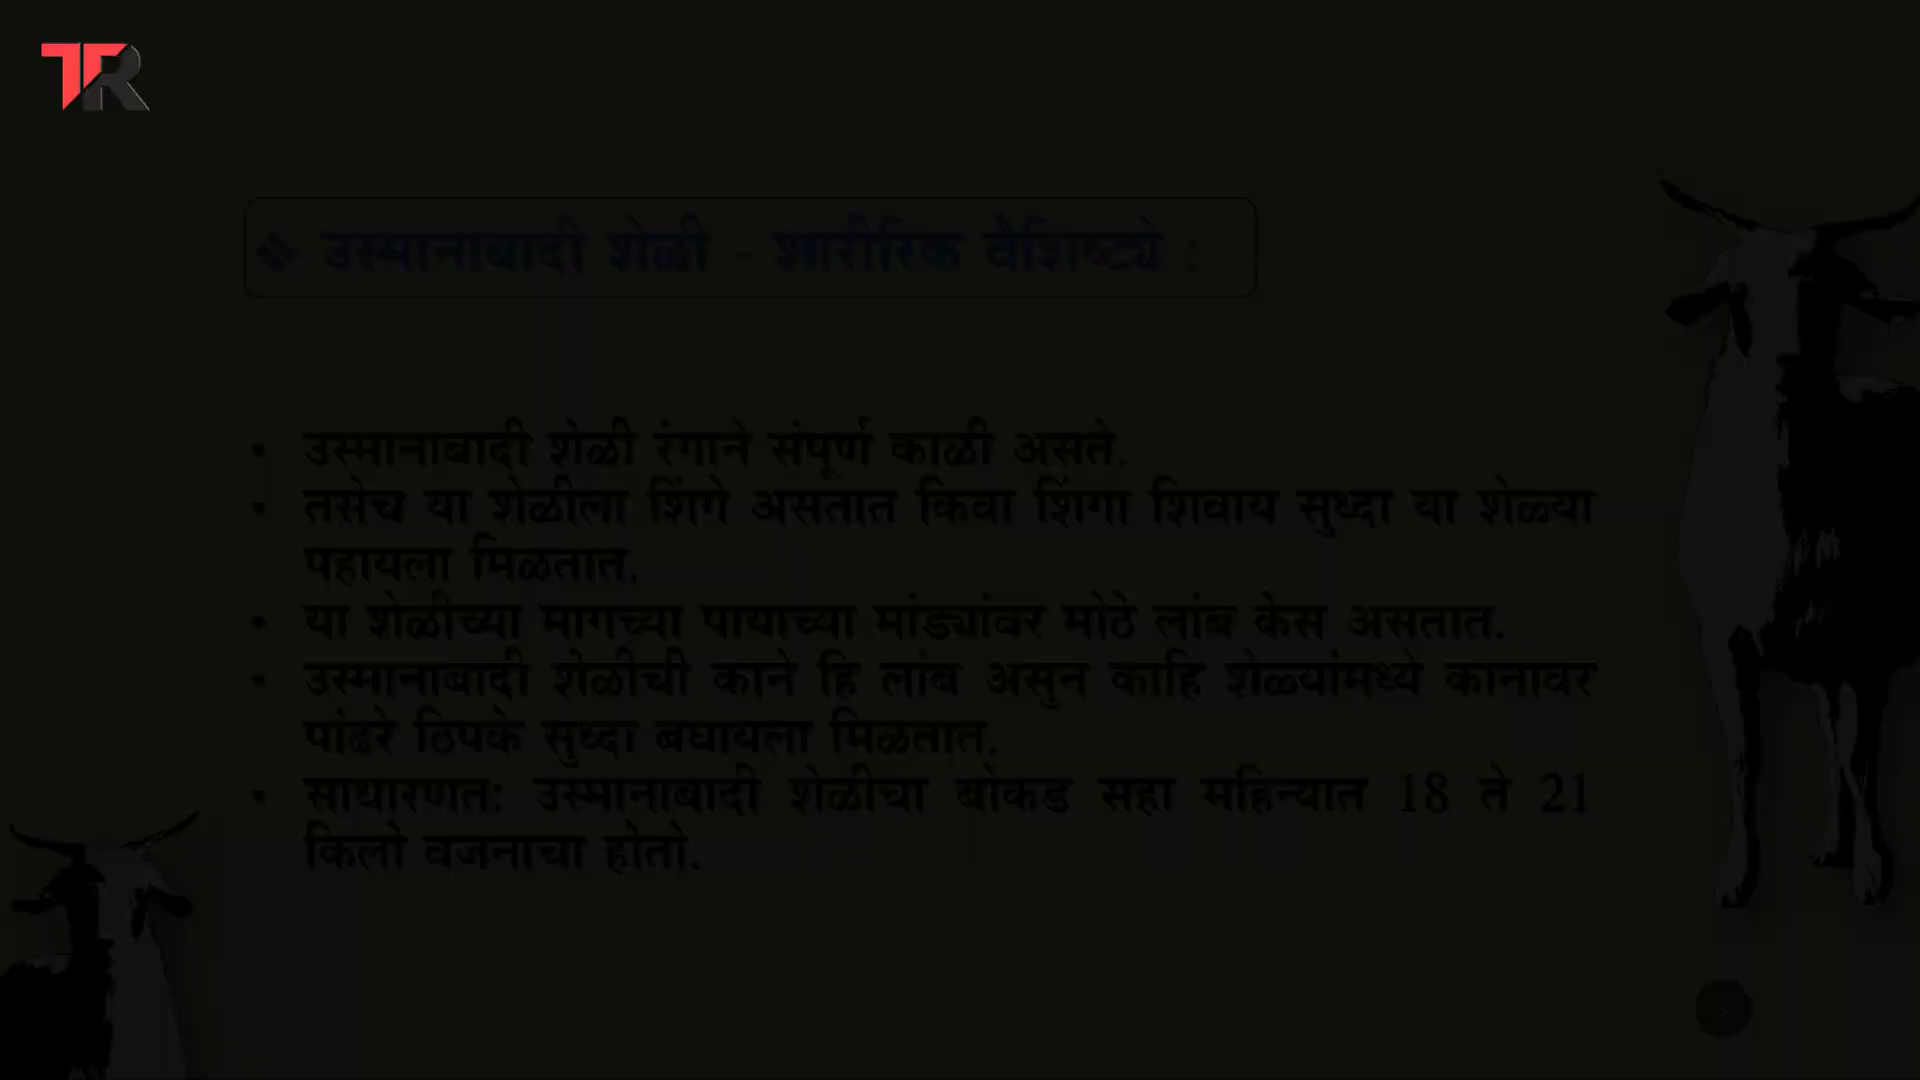 TR
❖ उस्मानाबादी शेळी - शारीरिक वैशिष्ट्ये :
• उस्मानाबादी शेळी रंगाने संपूर्ण काळी असते.
• तसेच या शेळीला शिंगे असतात किंवा शिंगा शिवाय सुध्दा या शेळ्या
पहायला मिळतात.
• या शेळीच्या मागच्या पायाच्या मांड्यांवर मोठे लांब केस असतात.
• उस्मानाबादी शेळीची काने हि लांब असुन काहि शेळ्यांमध्ये कानावर
पांढरे ठिपके सुध्दा बघायला मिळतात.
• साधारणत: उस्मानाबादी शेळीचा बोकड सहा महिन्यात 18 ते 21
किलो वजनाचा होतो.